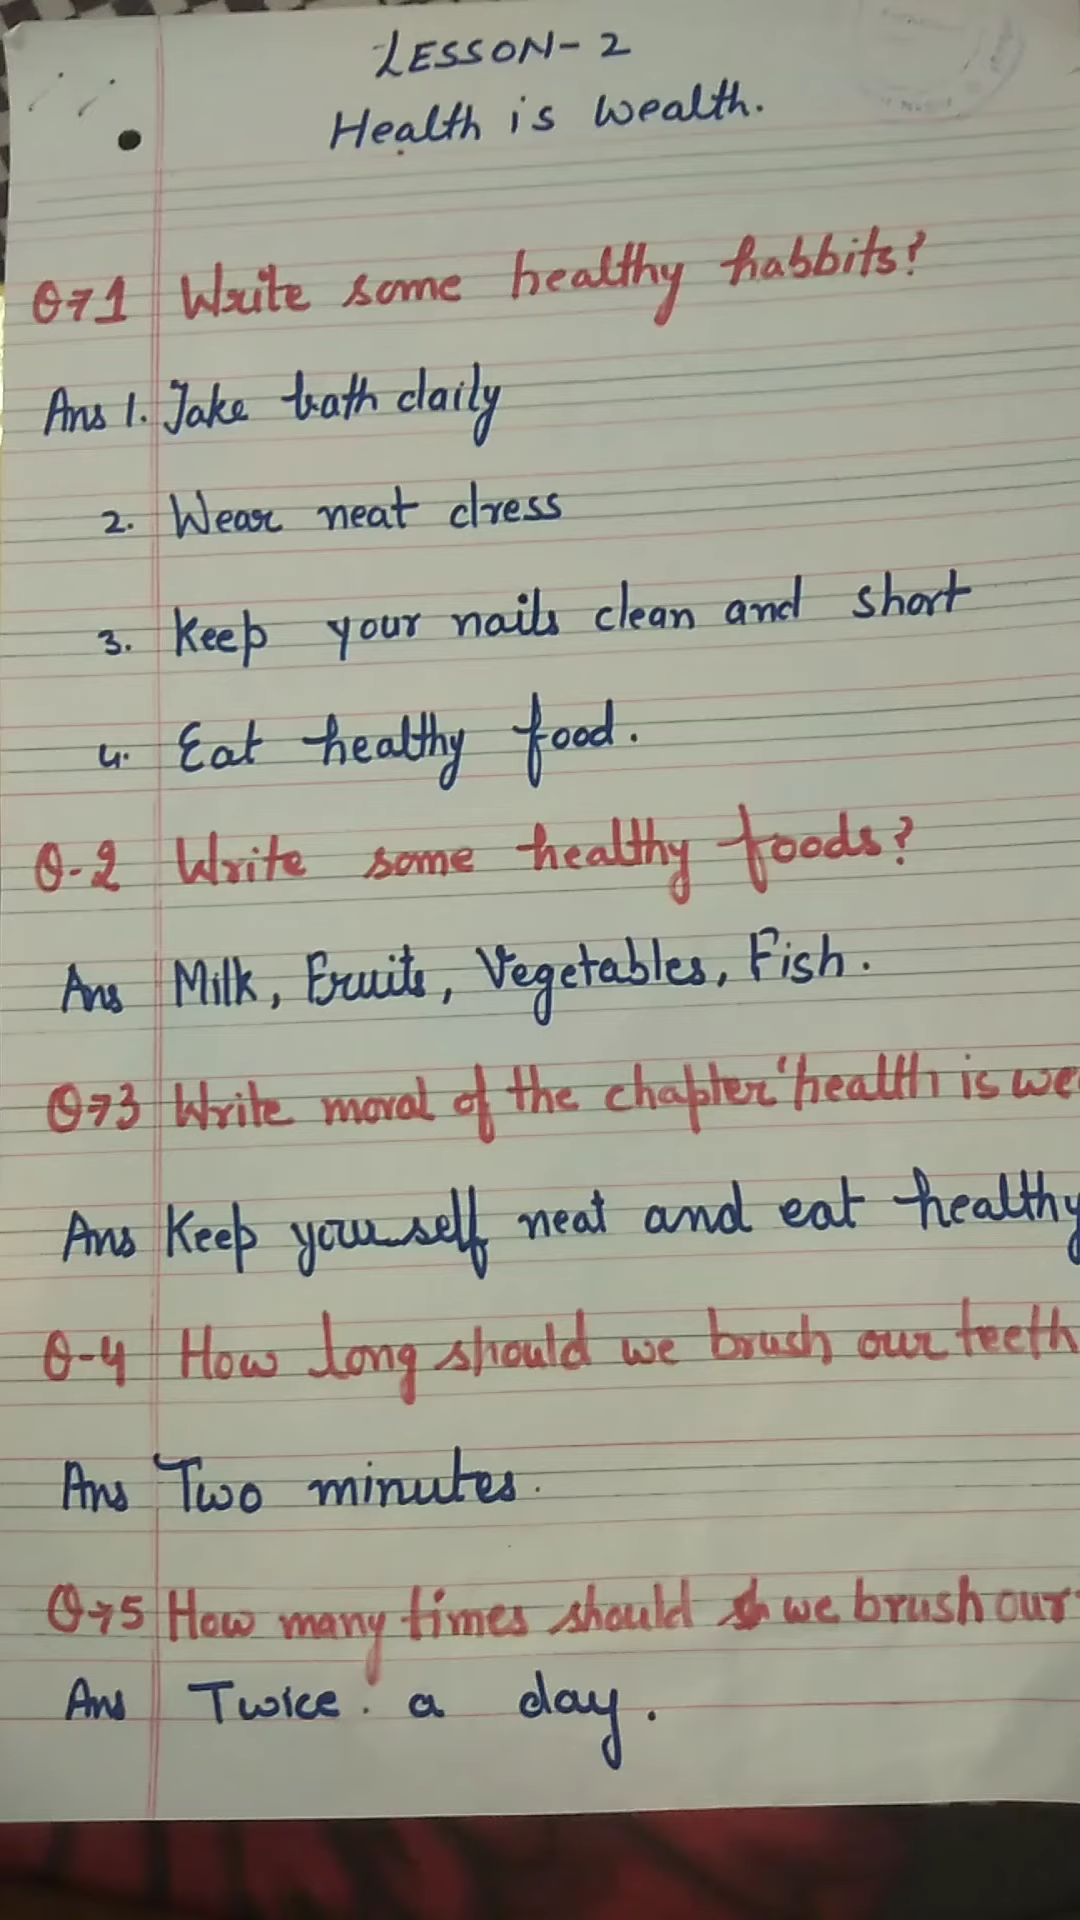 LESSON-2
Health is wealth.
Q→1 Write some healthy habbits?
Ans 1. Take bath daily
2. Wear neat dress
3. Keep your nails clean and short
4. Eat healthy food.
Q-2 Write some healthy foods?
Ans Milk, Fruits, Vegetables, Fish.
Q→3 Write moral of the chapter "health is we
Ans Keep yourself neat and eat healthy
Q-4 How long should we brush our teeth
Ans Two minutes.
Q→5 How many times should we brush our
Ans Twice a day.